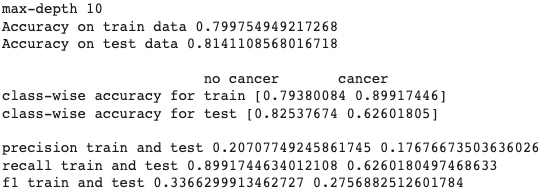 max-depth 10
Accuracy on train data 0.799754949217268
Accuracy on test data 0.8141108568016718
no cancer cancer
class-wise accuracy for train [0.79380084 0.89917446]
class-wise accuracy for test [0.82537674 0.62601805]
precision train and test 0.20707749245861745 0.17676673503636026
recall train and test 0.8991744634012108 0.6260180497468633
f1 train and test 0.3366299913462727 0.2756882512601784